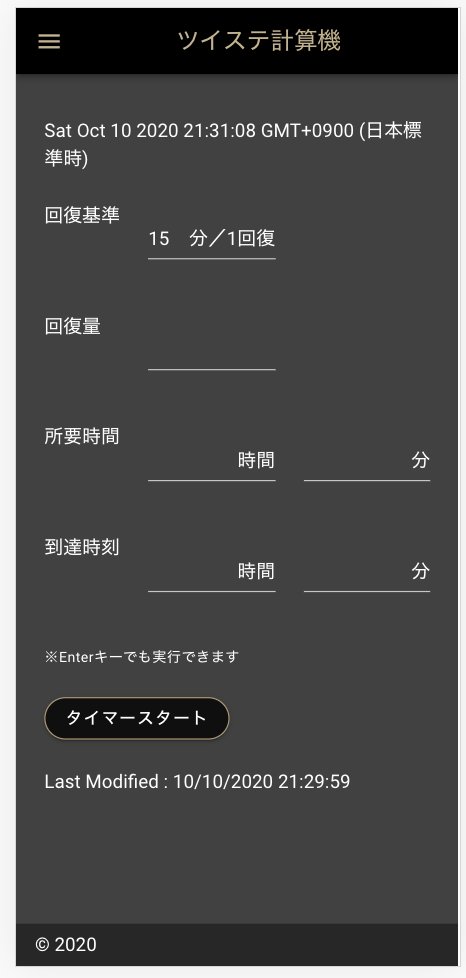 ツイステ計算機
Sat Oct 10 2020 21:31:08 GMT+0900 (日本標
準時)
回復基準
15 分／1回復
回復量
所要時間
時間 分
到達時刻
時間 分
※Enterキーでも実行できます
タイマースタート
Last Modified : 10/10/2020 21:29:59
© 2020